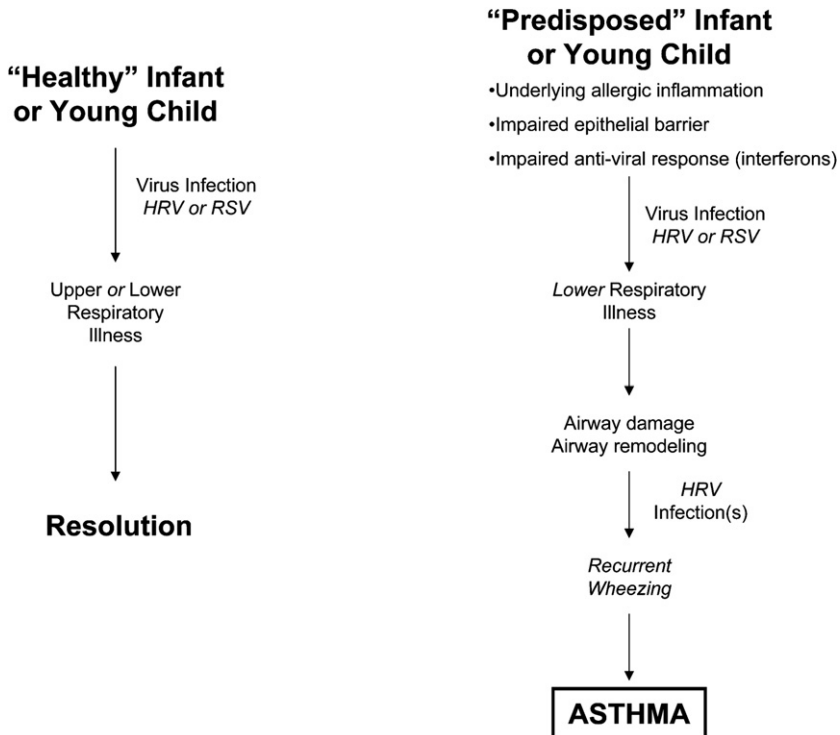 “Healthy” Infant
or Young Child
Virus Infection
HRV or RSV
Upper or Lower
Respiratory
Illness
Resolution
“Predisposed” Infant
or Young Child
•Underlying allergic inflammation
•Impaired epithelial barrier
•Impaired anti-viral response (interferons)
Virus Infection
HRV or RSV
Lower Respiratory
Illness
Airway damage
Airway remodeling
HRV
Infection(s)
Recurrent
Wheezing
ASTHMA